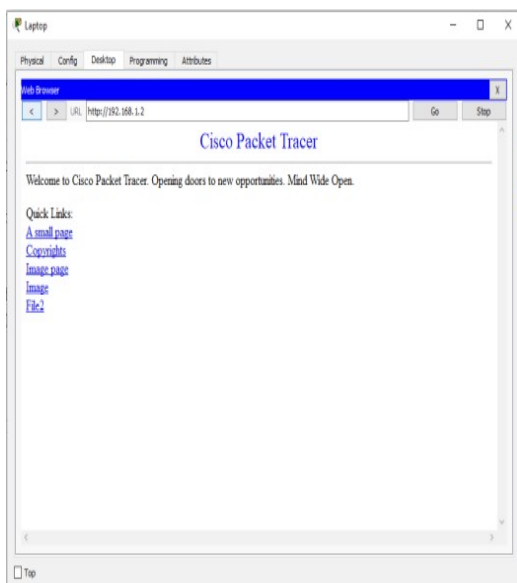 Laptop
Physical Config Desktop Programming Attributes
Web Browser X
< > URL http://192.168.1.2 Go Stop
Cisco Packet Tracer
Welcome to Cisco Packet Tracer. Opening doors to new opportunities. Mind Wide Open.
Quick Links:
A small page
Copyrights
Image page
Image
File2
Top